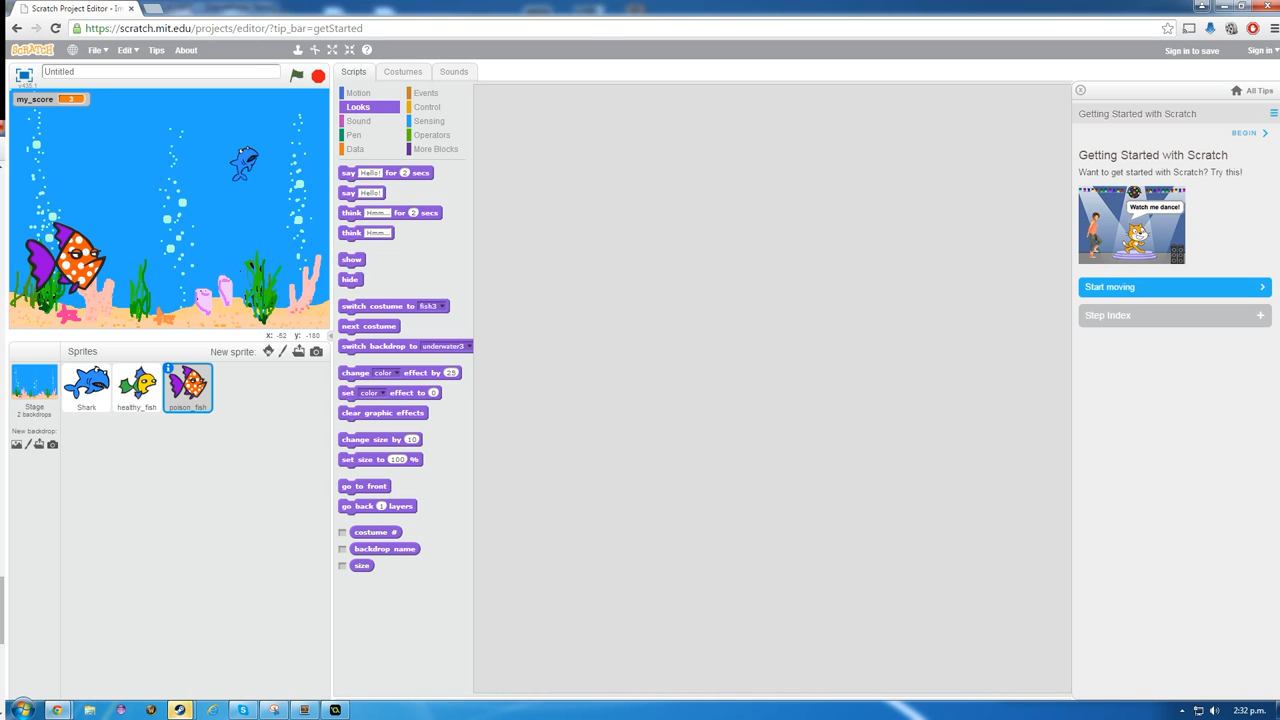 Scratch Project Editor - Im
https://scratch.mit.edu/projects/editor/?tip_bar=getStarted
SCRATCH File Edit Tips About Sign in to save Sign in
Untitled
v435.1
Scripts Costumes Sounds
my_score 3
Motion Events
Looks Control
Sound Sensing
Pen Operators
Data More Blocks
say Hello! for 2 secs
say Hello!
think Hmm... for 2 secs
think Hmm...
show
hide
switch costume to fish3
next costume
switch backdrop to underwater3
change color effect by 25
set color effect to 0
clear graphic effects
change size by 10
set size to 100 %
go to front
go back 1 layers
costume #
backdrop name
size
x: -52 y: -180
Sprites New sprite:
Stage
2 backdrops
New backdrop:
Shark healthy_fish poison_fish
All Tips
Getting Started with Scratch
BEGIN
Getting Started with Scratch
Want to get started with Scratch? Try this!
Watch me dance!
Start moving
Step Index
2:32 p.m.